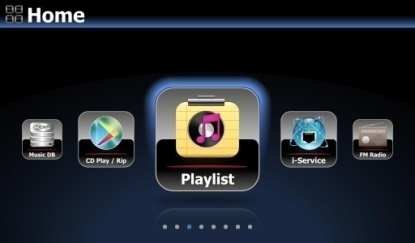 Home
Music DB
CD Play / Rip
Playlist
i-Service
FM Radio